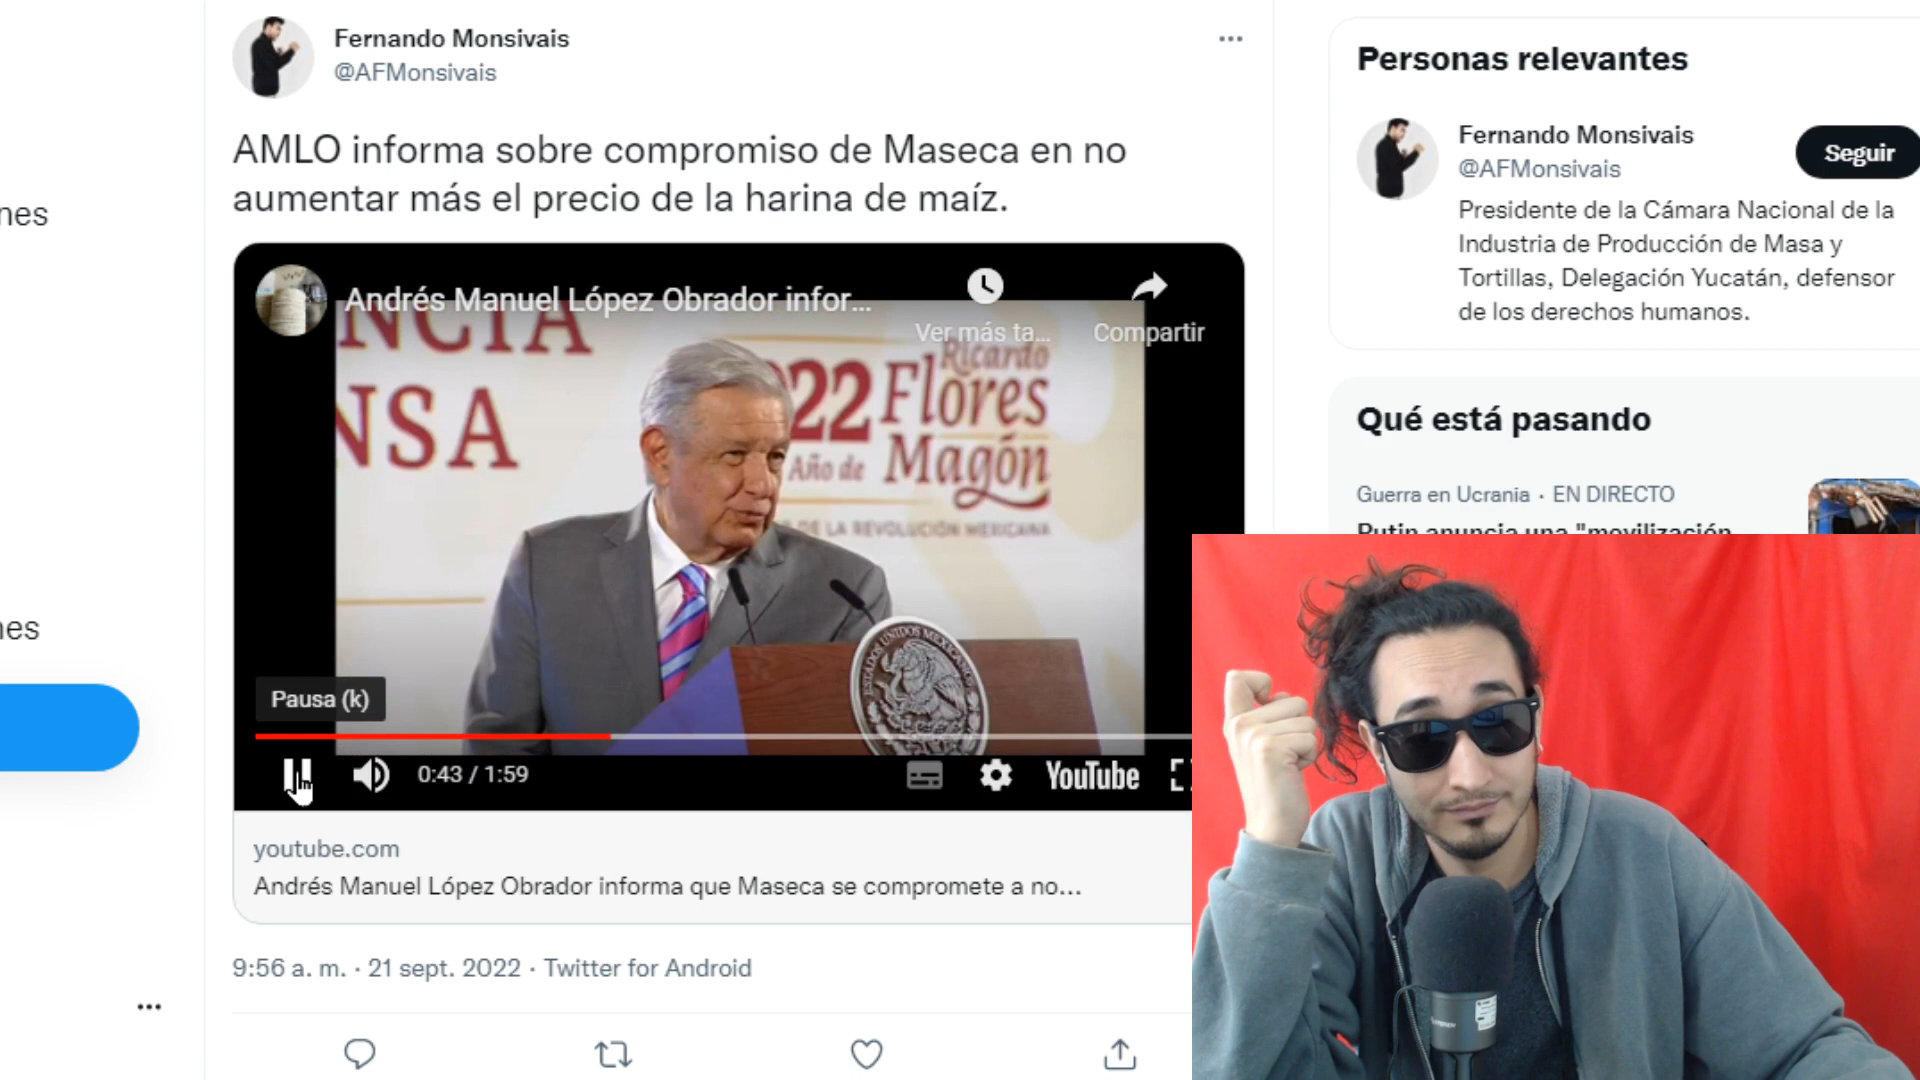 nes
nes
Fernando Monsivais
@AFMonsivais
AMLO informa sobre compromiso de Maseca en no
aumentar más el precio de la harina de maíz.
Andrés Manuel López Obrador infor...
Ver más ta...
Compartir
NCIA
NSA
2022 Ricardo
Flores
Año de Magón
DE LA REVOLUCIÓN MEXICANA
ESTADOS UNIDOS MEXICANOS
Pausa (k)
0:43 / 1:59
YouTube
youtube.com
Andrés Manuel López Obrador informa que Maseca se compromete a no...
9:56 a. m. · 21 sept. 2022 · Twitter for Android
Personas relevantes
Fernando Monsivais
@AFMonsivais
Seguir
Presidente de la Cámara Nacional de la
Industria de Producción de Masa y
Tortillas, Delegación Yucatán, defensor
de los derechos humanos.
Qué está pasando
Guerra en Ucrania · EN DIRECTO
Putin anuncia una "movilización